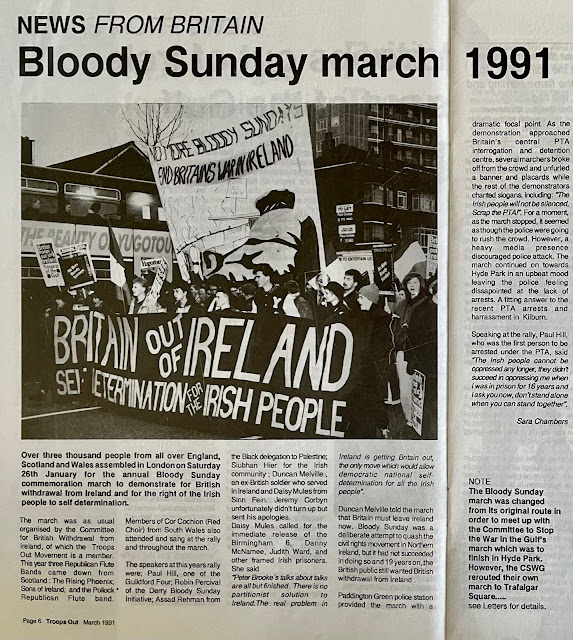 NEWS FROM BRITAIN
Bloody Sunday march 1991
NO MORE BLOODY SUNDAYS
END BRITAIN'S WAR IN IRELAND
THE BEAUTY OF YUGO
BRITAIN OUT OF IRELAND
SELF DETERMINATION FOR THE IRISH PEOPLE
Over three thousand people from all over England,
Scotland and Wales assembled in London on Saturday
26th January for the annual Bloody Sunday
commemoration march to demonstrate for British
withdrawal from Ireland and for the right of the Irish
people to self determination.
The march was as usual
organised by the Committee
for British Withdrawal from
Ireland, of which the Troops
Out Movement is a member.
This year three Republican Flute
Bands came down from
Scotland: The Rising Pheonix;
Sons of Ireland; and the Pollock
Republican Flute band.
Members of Cor Cochion (Red
Choir) from South Wales also
attended and sang at the rally
and throughout the march.
The speakers at this years rally
were; Paul Hill, one of the
Guildford Four; Robin Percival
of the Derry Bloody Sunday
Initiative; Assad Rehman from
the Black delegation to Palestine;
Siubhan Hier for the Irish
community; Duncan Melville,
an ex-British soldier who served
in Ireland and Daisy Mules from
Sinn Fein. Jeremy Corbyn
unfortunately didn't turn up but
sent his apologies.
Daisy Mules called for the
immediate release of the
Birmingham 6, Danny
McNamee, Judith Ward, and
other framed Irish prisoners.
She said
"Peter Brooke's talks about talks
are all but finished. There is no
partitionist solution to
Ireland. The real problem in
Ireland is getting Britain out,
the only move which would allow
democratic national self-
determination for all the Irish
people".
Duncan Melville told the march
that Britain must leave Ireland
now. Bloody Sunday was a
deliberate attempt to quash the
civil rights movement in Northern
Ireland, but it had not succeeded
in doing so and 19 years on, the
British public still wanted British
withdrawal from Ireland.
Paddington Green police station
provided the march with a
dramatic focal point. As the
demonstration approached
Britain's central PTA
interrogation and detention
centre, several marchers broke
off from the crowd and unfurled
a banner and placards while
the rest of the demonstrators
chanted slogans, including: "The
Irish people will not be silenced,
Scrap the PTA!". For a moment,
as the march stopped, it seemed
as though the police were going
to rush the crowd. However, a
heavy media presence
discouraged police attack. The
march continued on towards
Hyde Park in an upbeat mood
leaving the police feeling
dissapointed at the lack of
arrests. A fitting answer to the
recent PTA arrests and
harrassment in Kilburn.
Speaking at the rally, Paul Hill,
who was the first person to be
arrested under the PTA, said
"The Irish people cannot be
oppressed any longer, they didn't
succeed in oppressing me when
I was in prison for 16 years and
I ask you now, don't stand alone
when you can stand together".
Sara Chambers
NOTE
The Bloody Sunday
march was changed
from its original route in
order to meet up with
the Committee to Stop
the War in the Gulf's
march which was to
finish in Hyde Park.
However, the CSWG
rerouted their own
march to Trafalgar
Square.....
see Letters for details.
Page 6 Troops Out March 1991